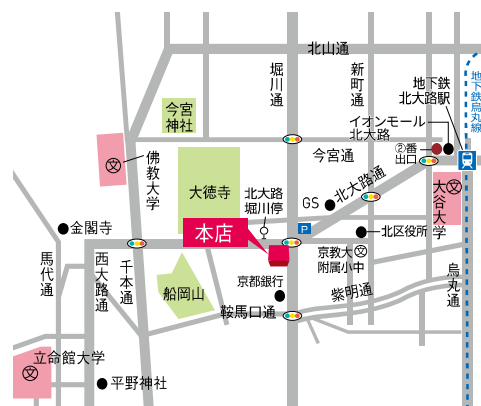 北山通
堀川通
新町通
地下鉄
北大路駅
地下鉄烏丸線
今宮
神社
イオンモール
北大路
②番
出口
今宮通
佛教大学
文
大徳寺
北大路
堀川停
GS
北大路通
文
大谷大学
金閣寺
本店
P
北区役所
京教大文
附属小中
馬代通
西大路通
千本通
船岡山
京都銀行
鞍馬口通
紫明通
烏丸通
立命館大学
文
平野神社